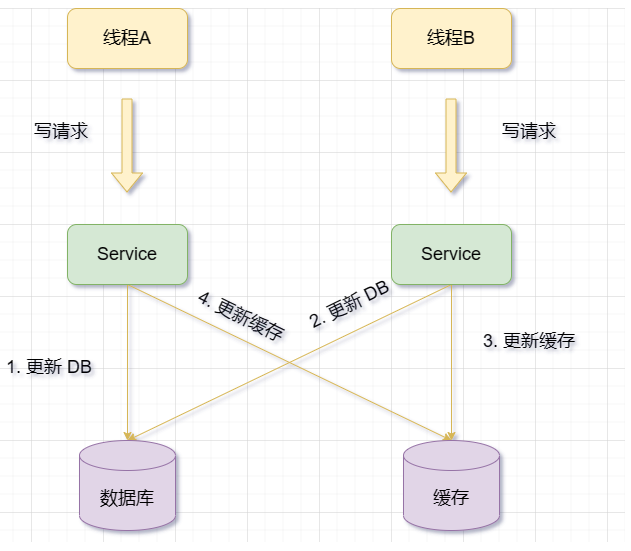 线程A
线程B
写请求
写请求
Service
Service
4. 更新缓存
2. 更新 DB
3. 更新缓存
1. 更新 DB
数据库
缓存